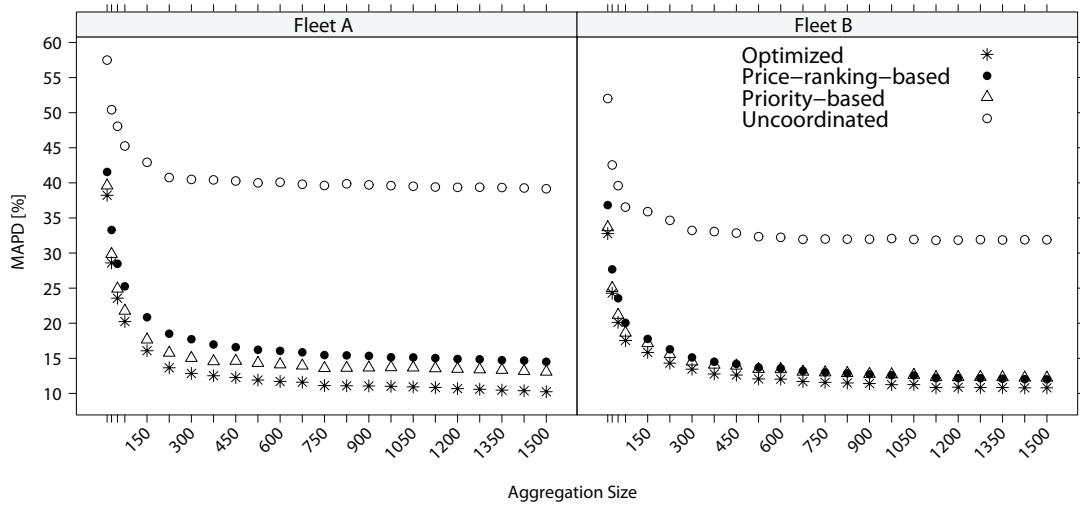 Fleet A
Fleet B
Optimized
Price−ranking−based
Priority−based
Uncoordinated
MAPD [%]
60
55
50
45
40
35
30
25
20
15
10
150 300 450 600 750 900 1050 1200 1350 1500
150 300 450 600 750 900 1050 1200 1350 1500
Aggregation Size